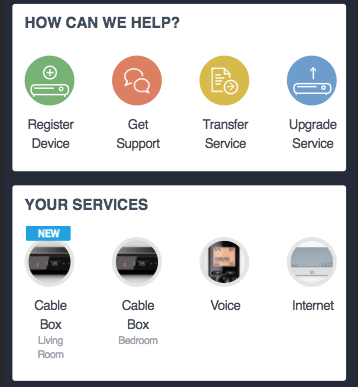 HOW CAN WE HELP?
Register Device
Get Support
Transfer Service
Upgrade Service
YOUR SERVICES
NEW
Cable Box
Living Room
Cable Box
Bedroom
Voice
Internet